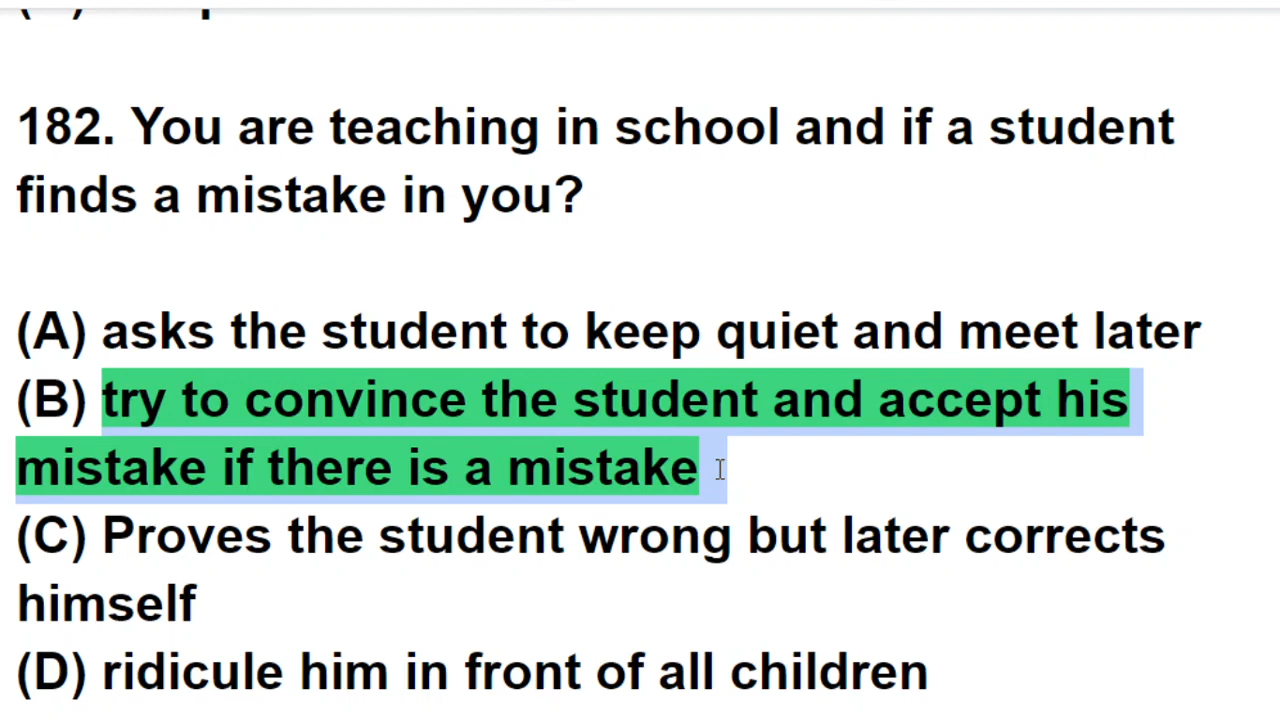 182. You are teaching in school and if a student
finds a mistake in you?
(A) asks the student to keep quiet and meet later
(B) try to convince the student and accept his
mistake if there is a mistake
(C) Proves the student wrong but later corrects
himself
(D) ridicule him in front of all children